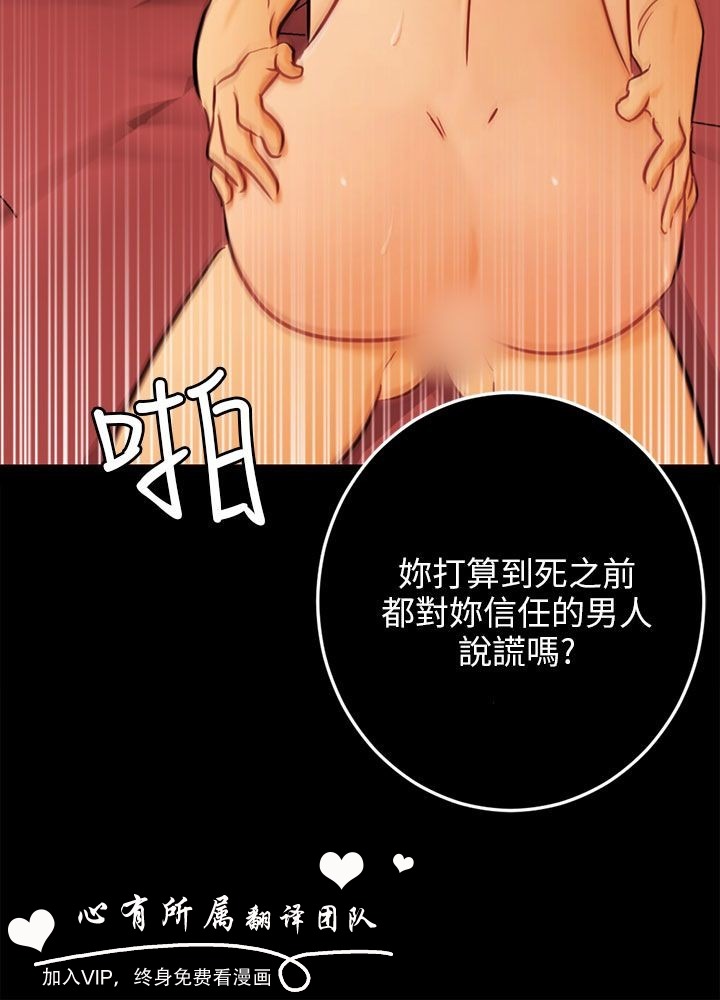 啪
妳打算到死之前
都對妳信任的男人
說謊嗎?
心有所属翻译团队
加入VIP，终身免费看漫画